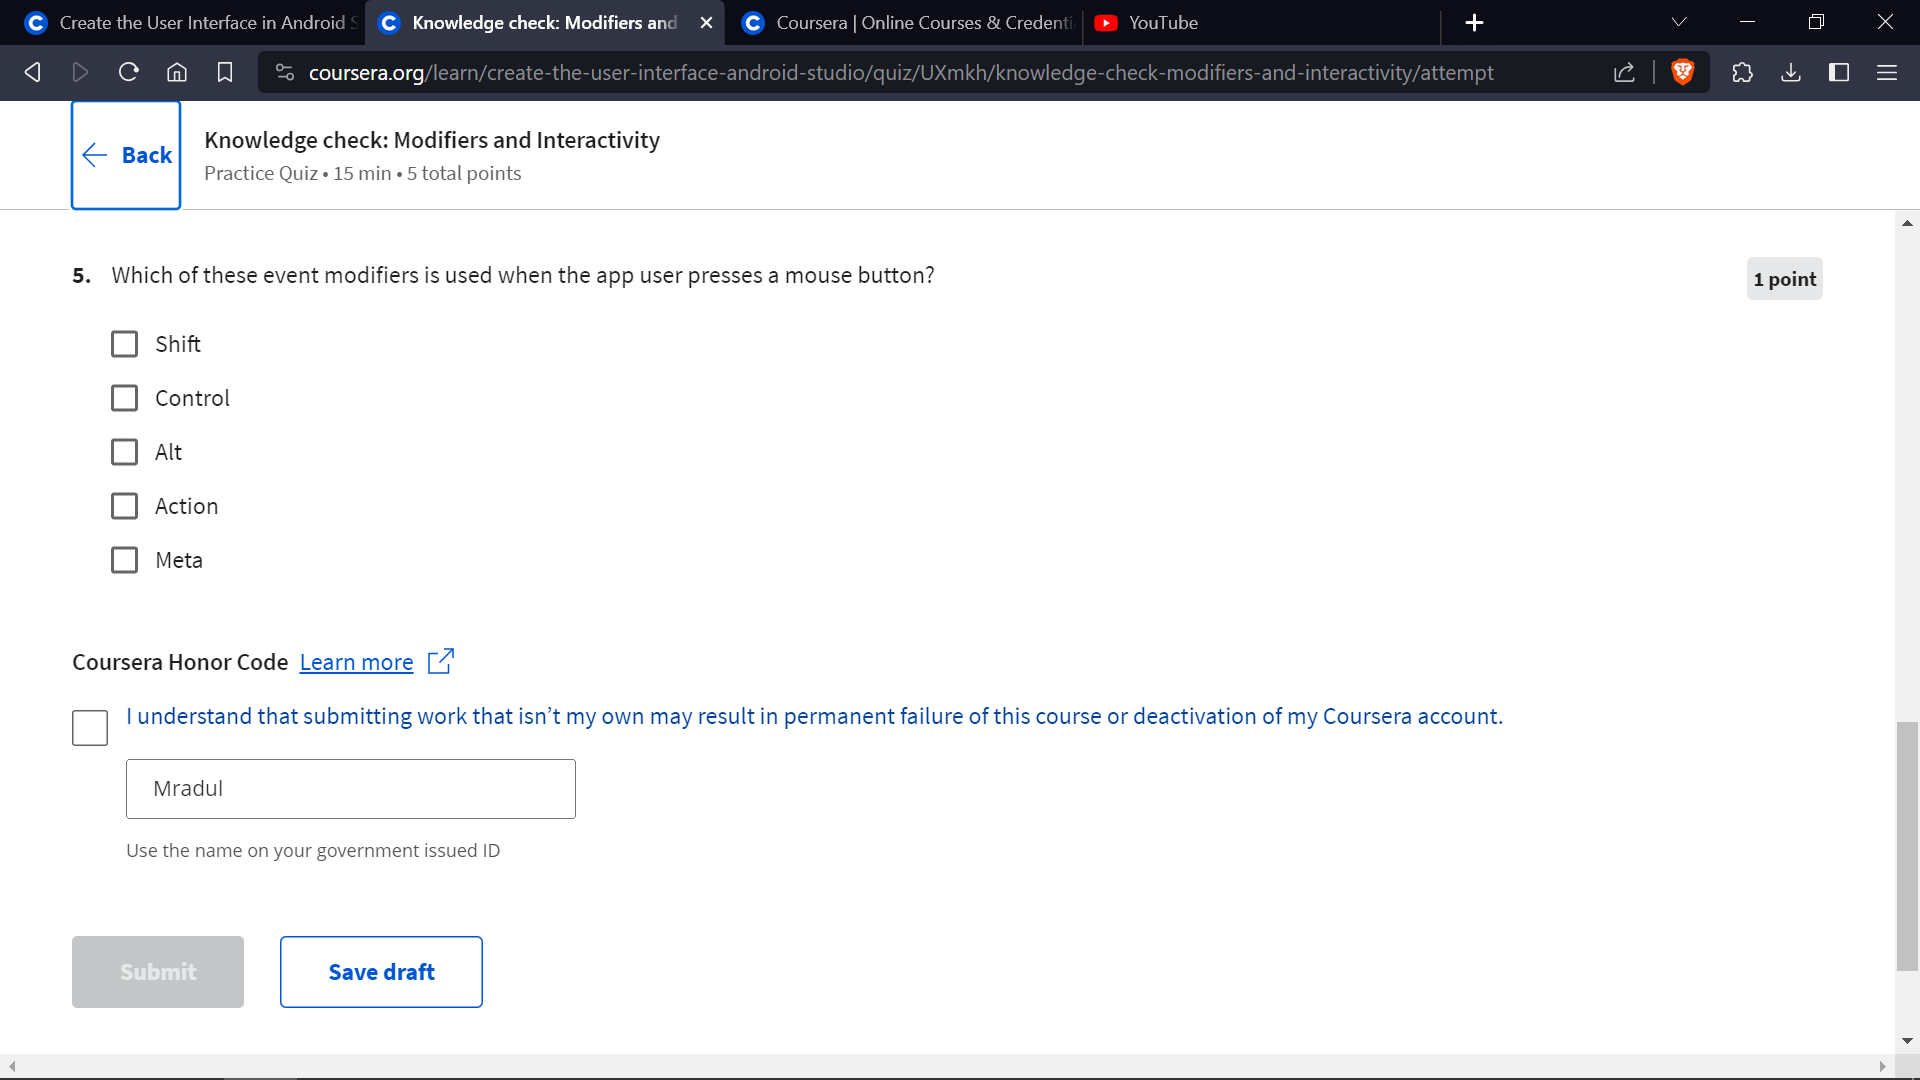 Create the User Interface in Android S
Knowledge check: Modifiers and
Coursera | Online Courses & Credenti
YouTube
coursera.org/learn/create-the-user-interface-android-studio/quiz/UXmkh/knowledge-check-modifiers-and-interactivity/attempt
Back
Knowledge check: Modifiers and Interactivity
Practice Quiz • 15 min • 5 total points
5. Which of these event modifiers is used when the app user presses a mouse button?
1 point
Shift
Control
Alt
Action
Meta
Coursera Honor Code Learn more
I understand that submitting work that isn’t my own may result in permanent failure of this course or deactivation of my Coursera account.
Mradul
Use the name on your government issued ID
Submit
Save draft